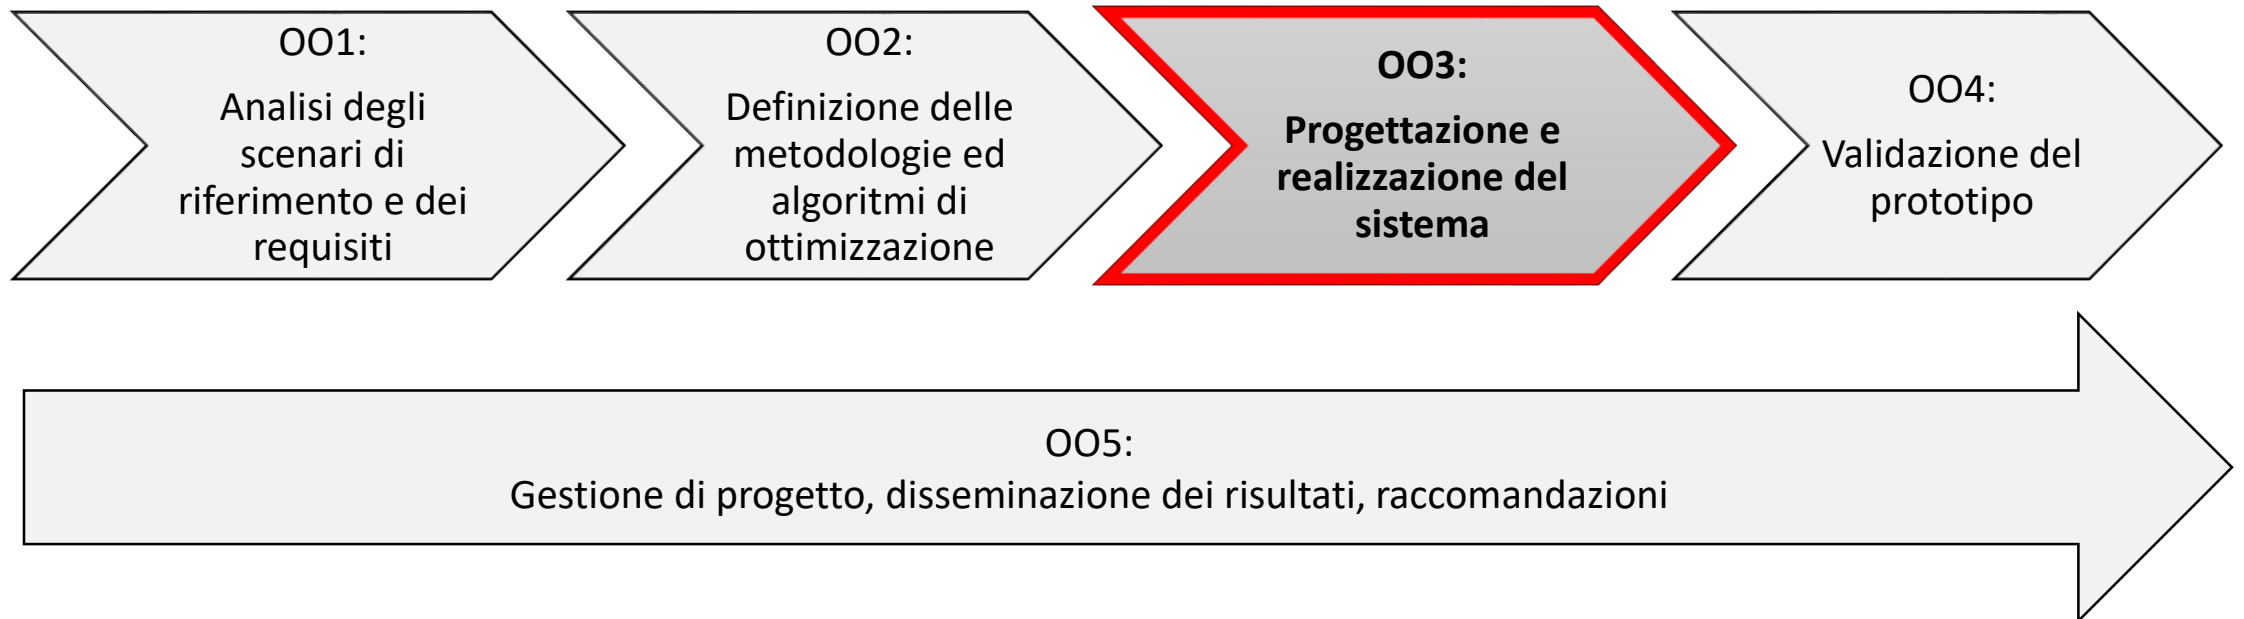 OO1:
Analisi degli
scenari di
riferimento e dei
requisiti
OO2:
Definizione delle
metodologie ed
algoritmi di
ottimizzazione
OO3:
Progettazione e
realizzazione del
sistema
OO4:
Validazione del
prototipo
OO5:
Gestione di progetto, disseminazione dei risultati, raccomandazioni